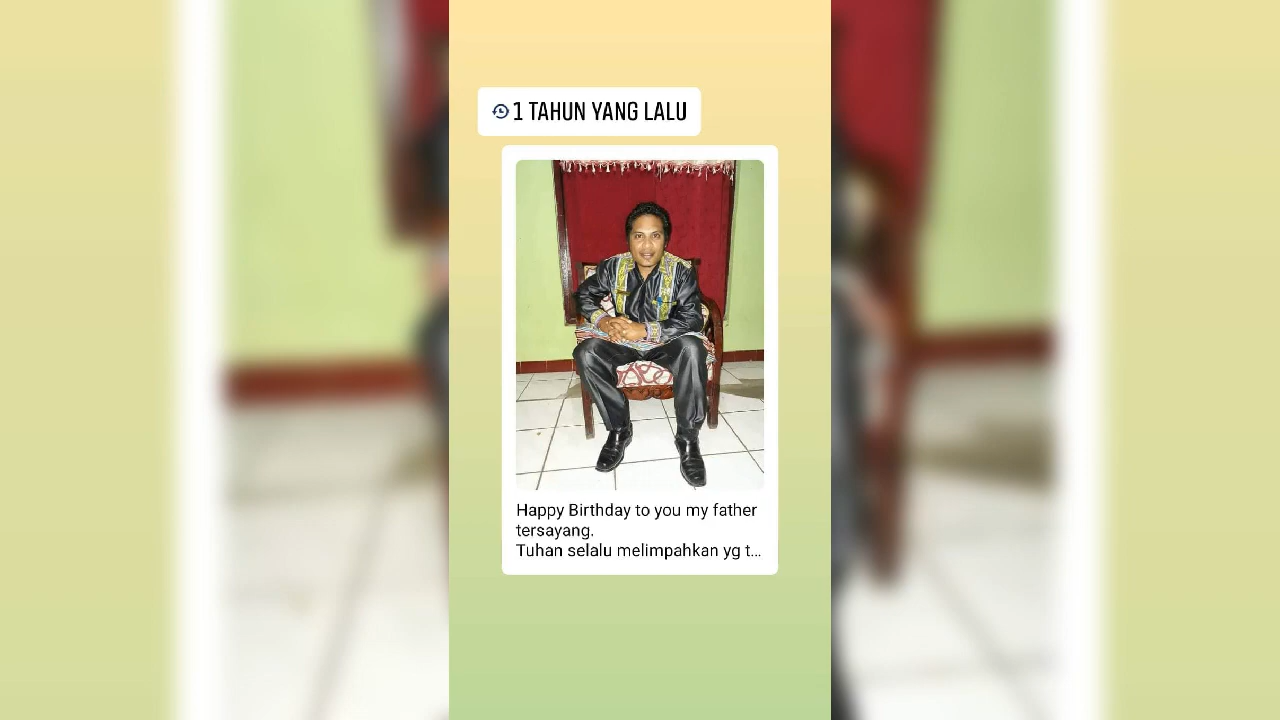 1 TAHUN YANG LALU
Happy Birthday to you my father
tersayang.
Tuhan selalu melimpahkan yg t...